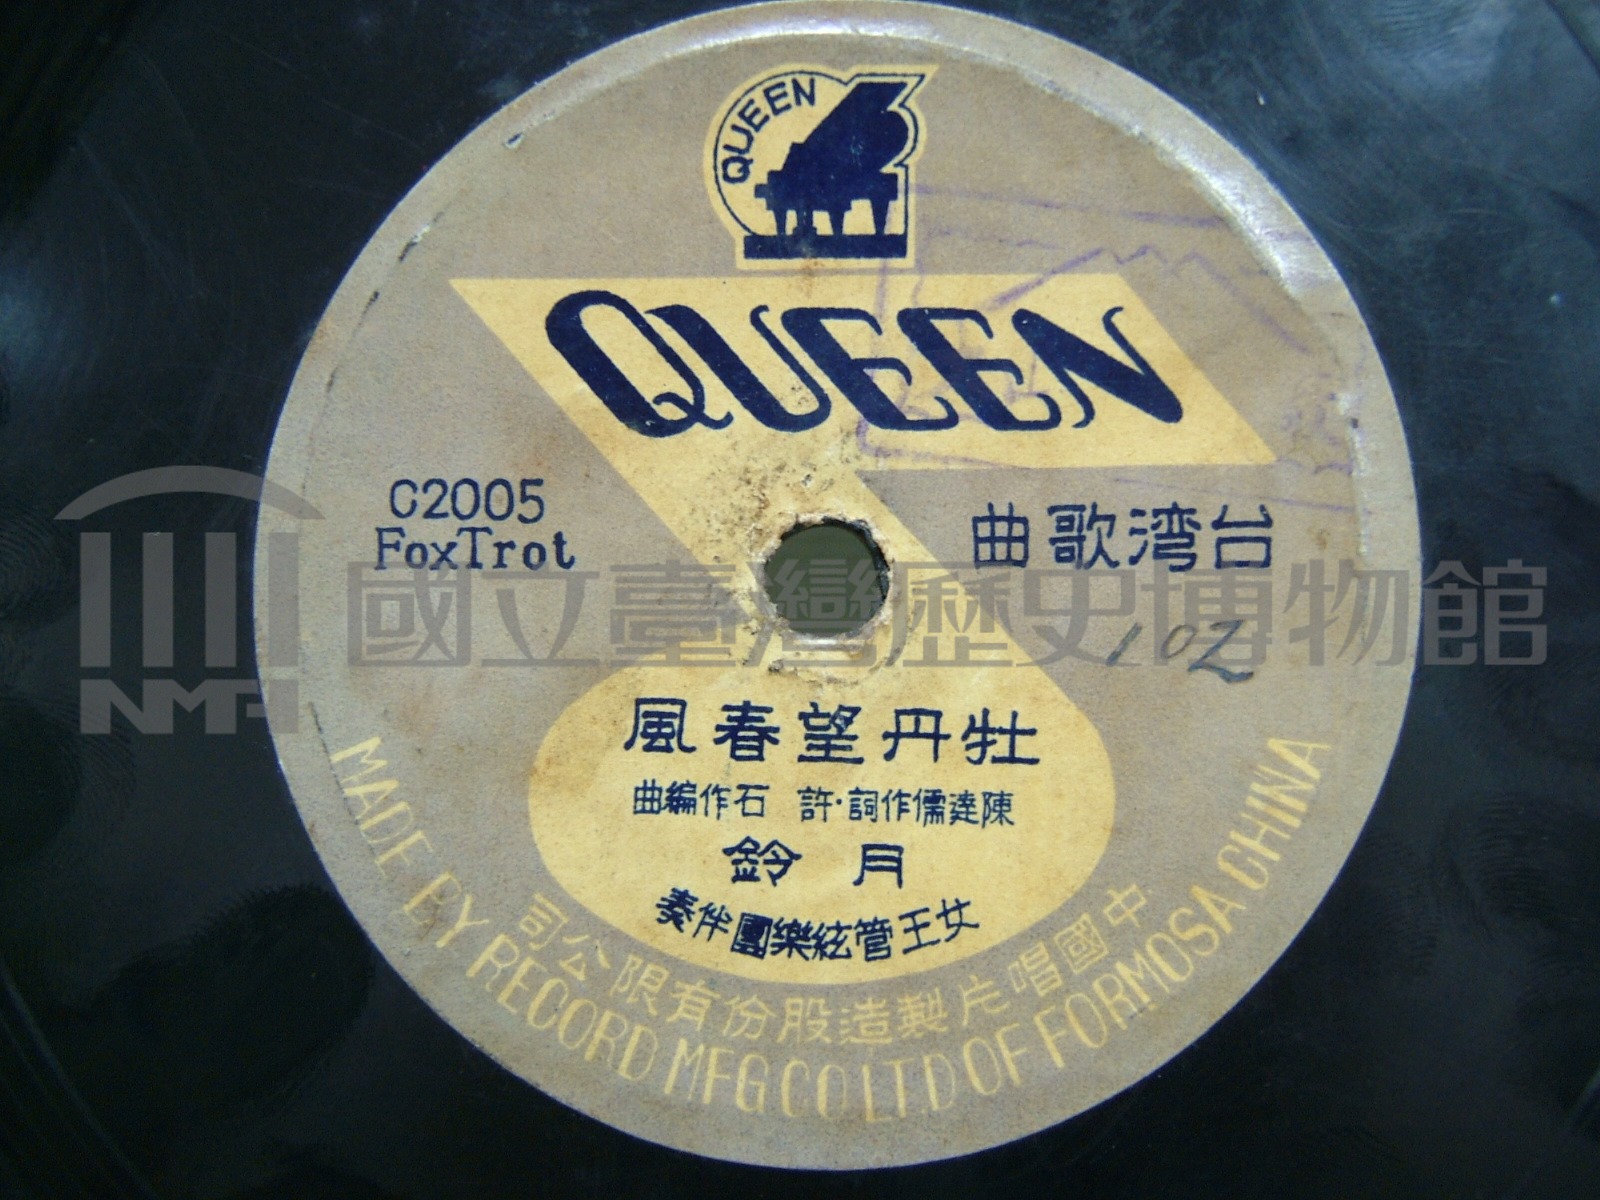 QUEEN
QUEEN
C2005
FoxTrot
曲歌湾台
102
國立臺灣歷史博物館
NMTH
風春望丹牡
曲編作石 許・詞作儒達陳
鈴月
奏伴團樂絃管王女
司公限有份股造製片唱國中
MADE BY RECORD MFG CO LTD OF FORMOSA CHINA